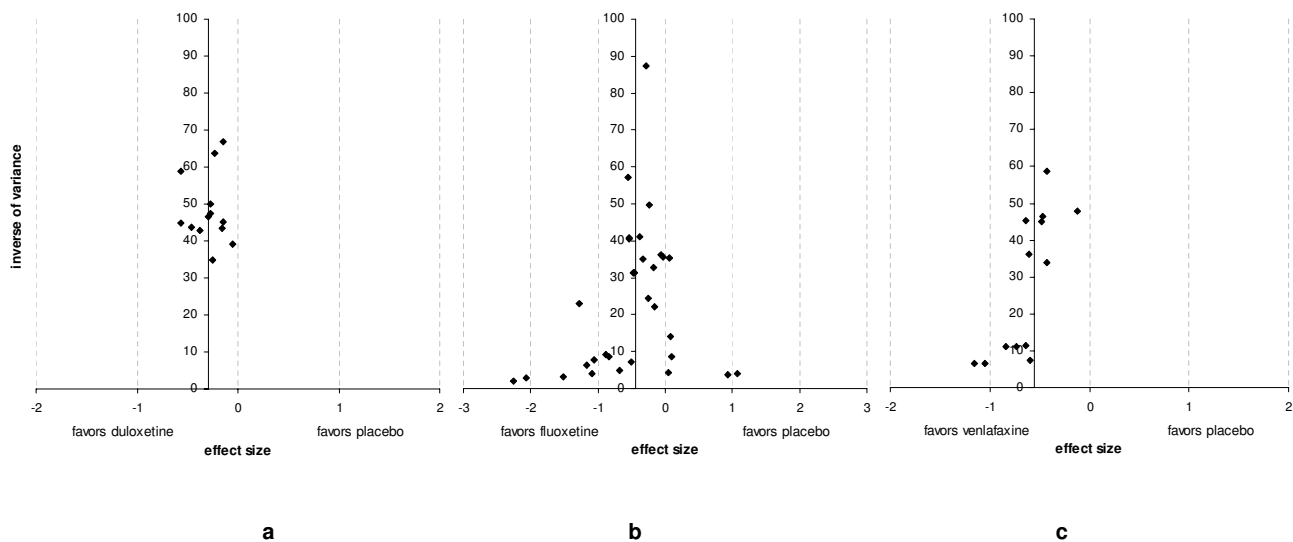 100 100 100
90 90 90
80 80 80
70 70 70
60 60 60
50 50 50
40 40 40
30 30 30
20 20 20
10 10 10
0 0 0
inverse of variance
-2 -1 0 1 2 -3 -2 -1 0 1 2 3 -2 -1 0 1 2
favors duloxetine favors placebo favors fluoxetine favors placebo favors venlafaxine favors placebo
effect size effect size effect size
a b c